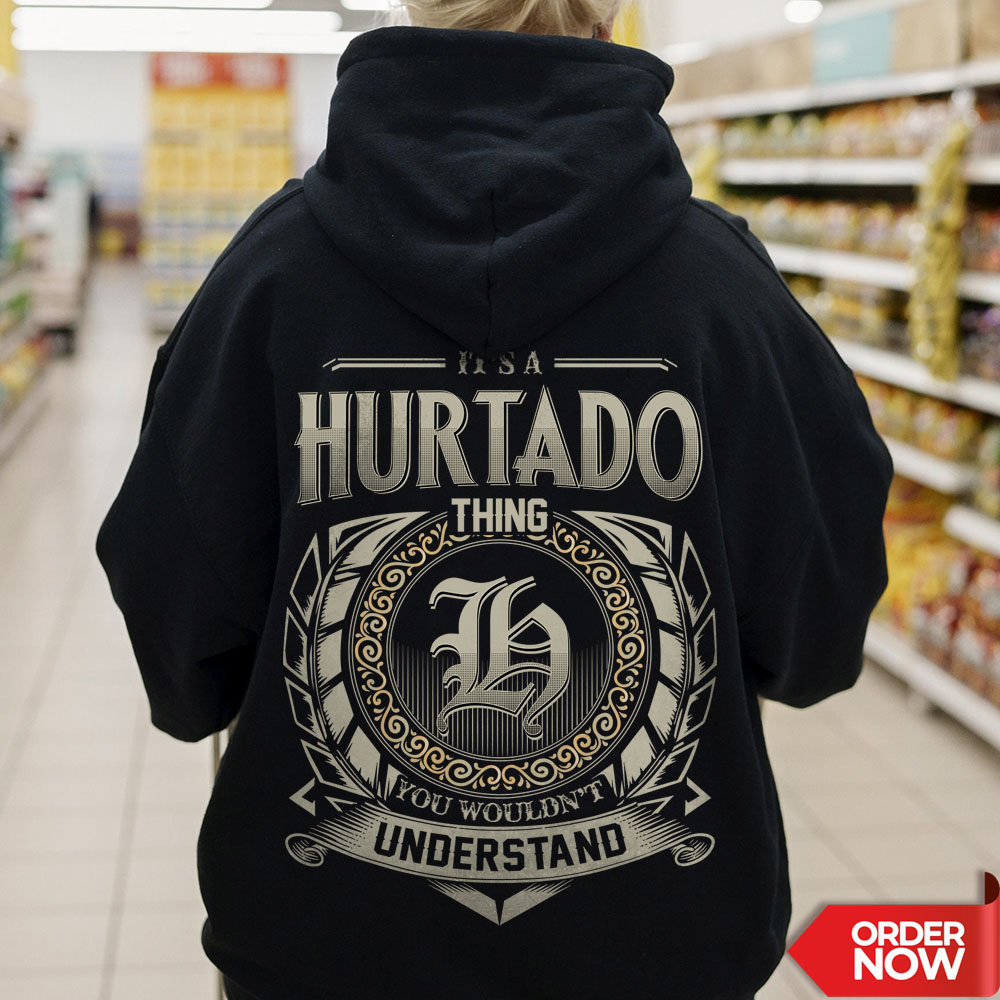 IT'S A
HURTADO
THING
H
YOU WOULDN'T
UNDERSTAND
ORDER
NOW